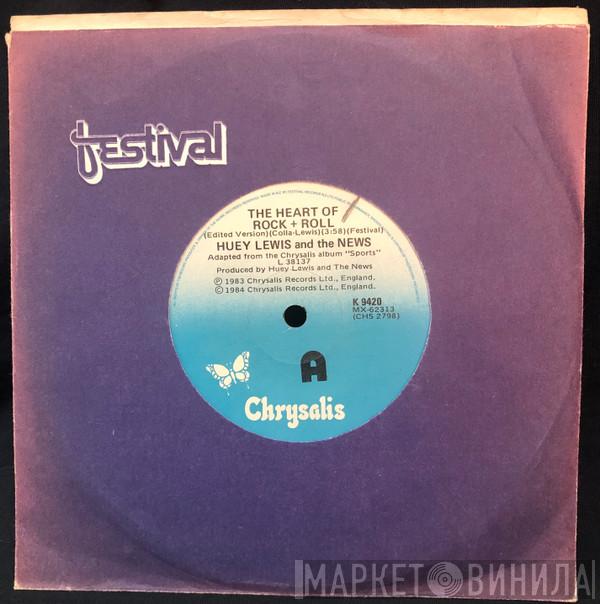 festival
THE HEART OF
ROCK + ROLL
(Edited Version)(Colla-Lewis)(3:58)(Festival)
HUEY LEWIS and the NEWS
Adapted from the Chrysalis album "Sports"
L 38137
Produced by Huey Lewis and The News
℗ 1983 Chrysalis Records Ltd., England.
© 1984 Chrysalis Records Ltd., England.
K 9420
MX-62313
(CHS 2798)
A
Chrysalis
МАРКЕТ ВИНИЛА